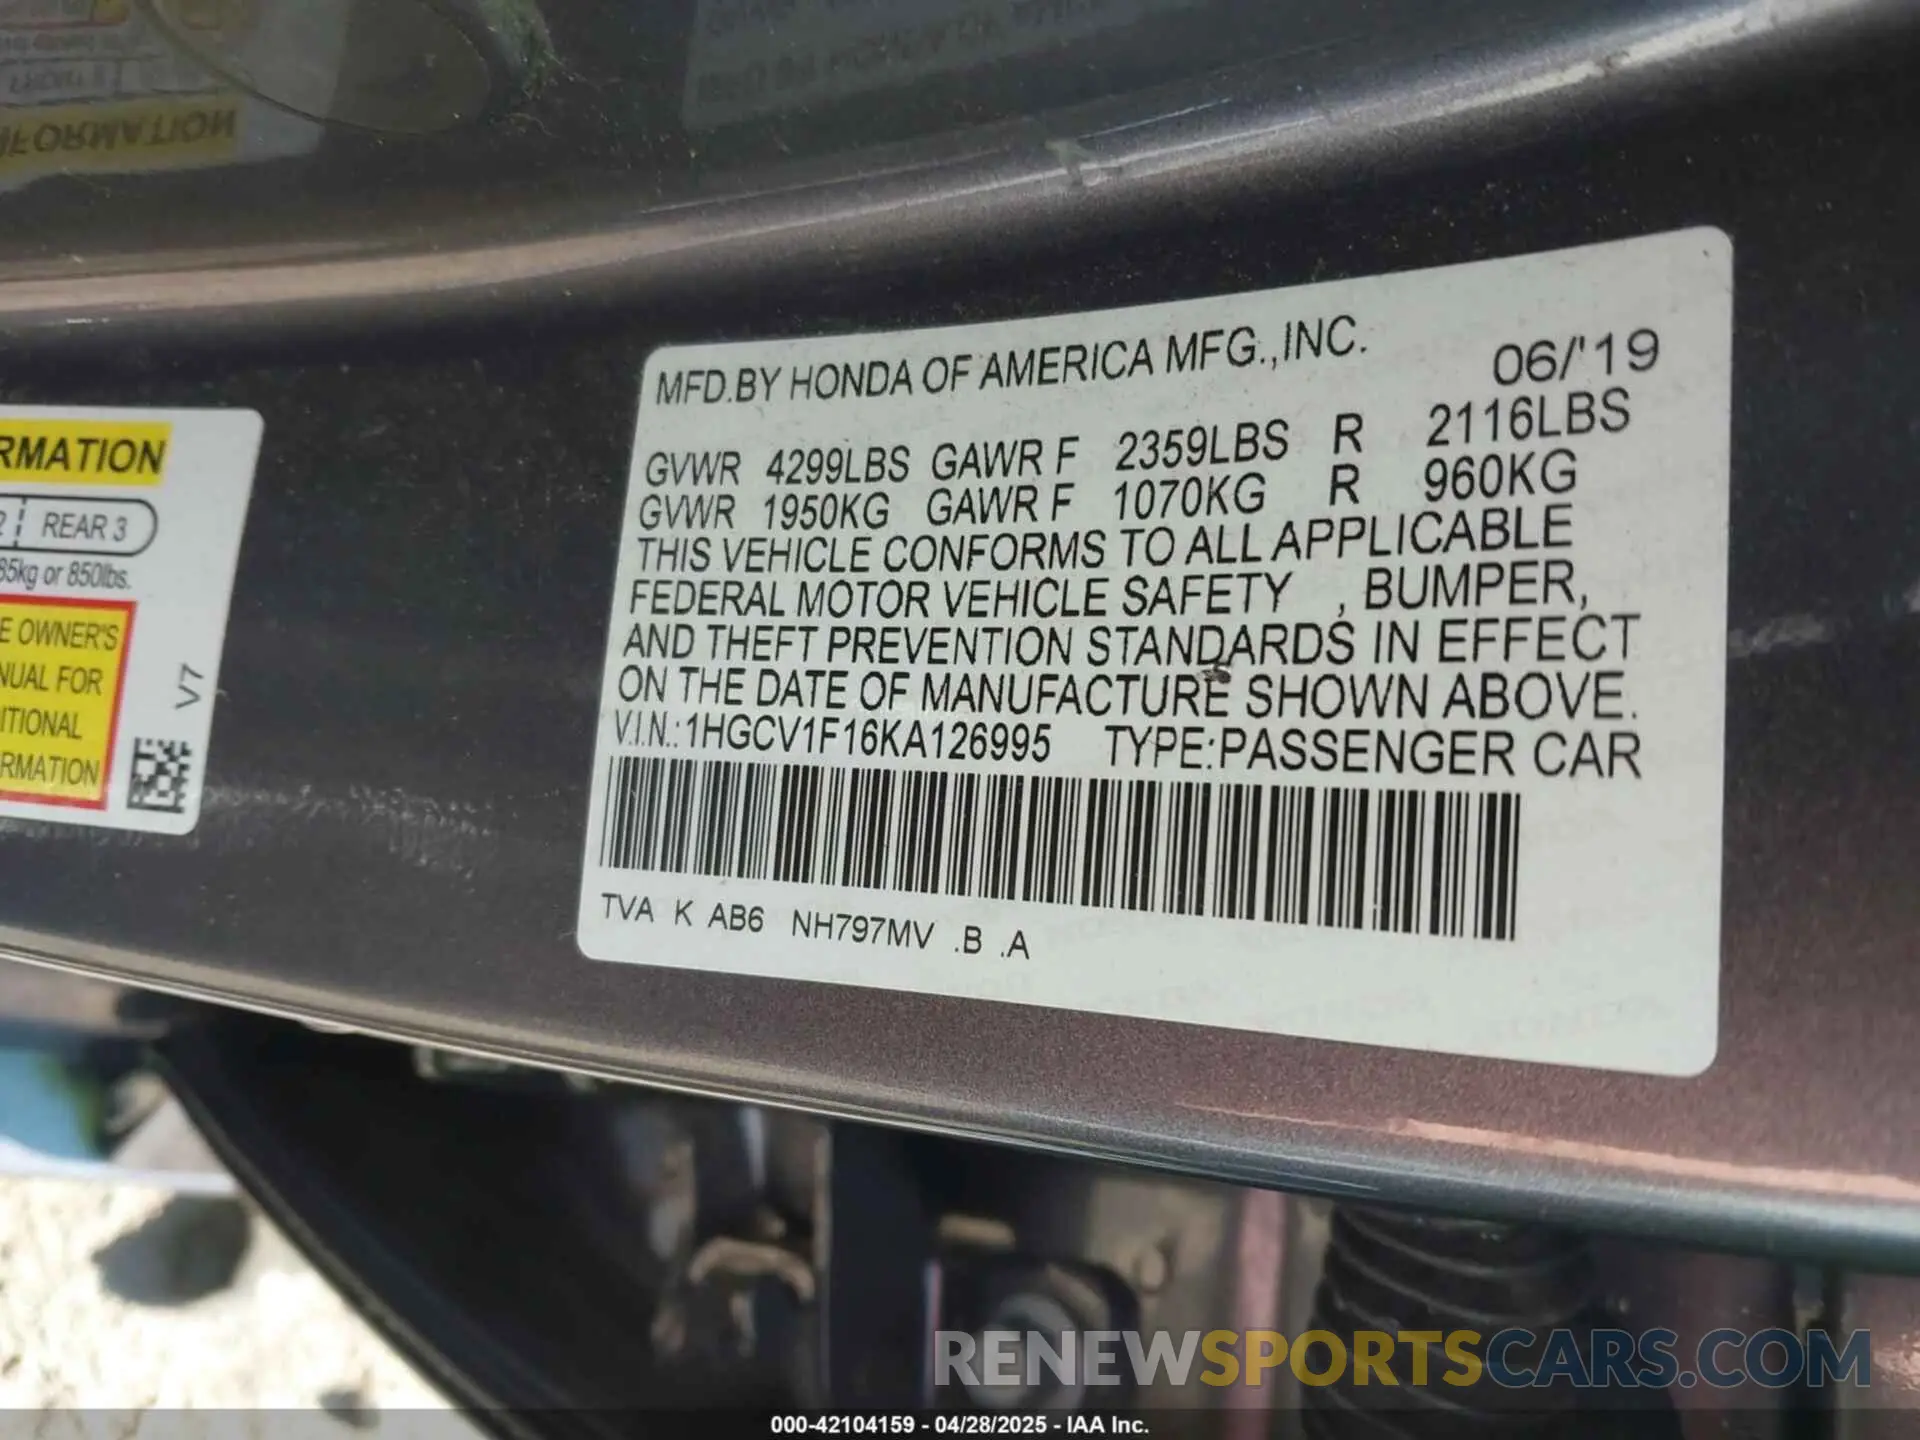 RMATION
REAR 3
85kg or 850lbs.
E OWNER'S
NUAL FOR
ITIONAL
RMATION
V7
MFD.BY HONDA OF AMERICA MFG.,INC. 06/'19
GVWR 4299LBS GAWR F 2359LBS R 2116LBS
GVWR 1950KG GAWR F 1070KG R 960KG
THIS VEHICLE CONFORMS TO ALL APPLICABLE
FEDERAL MOTOR VEHICLE SAFETY , BUMPER,
AND THEFT PREVENTION STANDARDS IN EFFECT
ON THE DATE OF MANUFACTURE SHOWN ABOVE.
V.I.N.:1HGCV1F16KA126995 TYPE:PASSENGER CAR
TVA K AB6 NH797MV .B .A
RENEWSPORTSCARS.COM
000-42104159 - 04/28/2025 - IAA Inc.